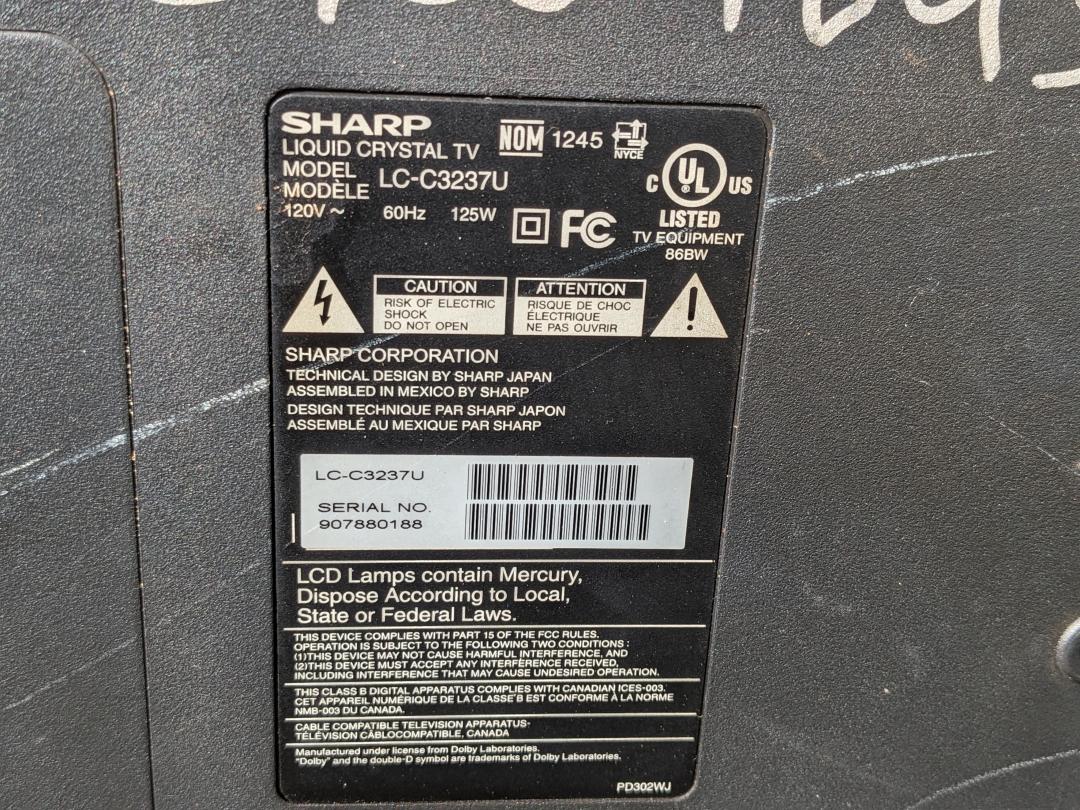 SHARP
LIQUID CRYSTAL TV
NOM 1245 NYCE
MODEL
MODÈLE LC-C3237U
120V ~ 60Hz 125W
FC
C UL ® US
LISTED
TV EQUIPMENT
86BW
CAUTION
RISK OF ELECTRIC
SHOCK
DO NOT OPEN
ATTENTION
RISQUE DE CHOC
ÉLECTRIQUE
NE PAS OUVRIR
SHARP CORPORATION
TECHNICAL DESIGN BY SHARP JAPAN
ASSEMBLED IN MEXICO BY SHARP
DESIGN TECHNIQUE PAR SHARP JAPON
ASSEMBLÉ AU MEXIQUE PAR SHARP
LC-C3237U
SERIAL NO.
907880188
LCD Lamps contain Mercury,
Dispose According to Local,
State or Federal Laws.
THIS DEVICE COMPLIES WITH PART 15 OF THE FCC RULES.
OPERATION IS SUBJECT TO THE FOLLOWING TWO CONDITIONS :
(1)THIS DEVICE MAY NOT CAUSE HARMFUL INTERFERENCE, AND
(2)THIS DEVICE MUST ACCEPT ANY INTERFERENCE RECEIVED,
INCLUDING INTERFERENCE THAT MAY CAUSE UNDESIRED OPERATION.
THIS CLASS B DIGITAL APPARATUS COMPLIES WITH CANADIAN ICES-003.
CET APPAREIL NUMÉRIQUE DE LA CLASSE B EST CONFORME À LA NORME
NMB-003 DU CANADA.
CABLE COMPATIBLE TELEVISION APPARATUS-
TÉLÉVISION CÂBLOCOMPATIBLE, CANADA
Manufactured under license from Dolby Laboratories.
"Dolby" and the double-D symbol are trademarks of Dolby Laboratories.
PD302WJ